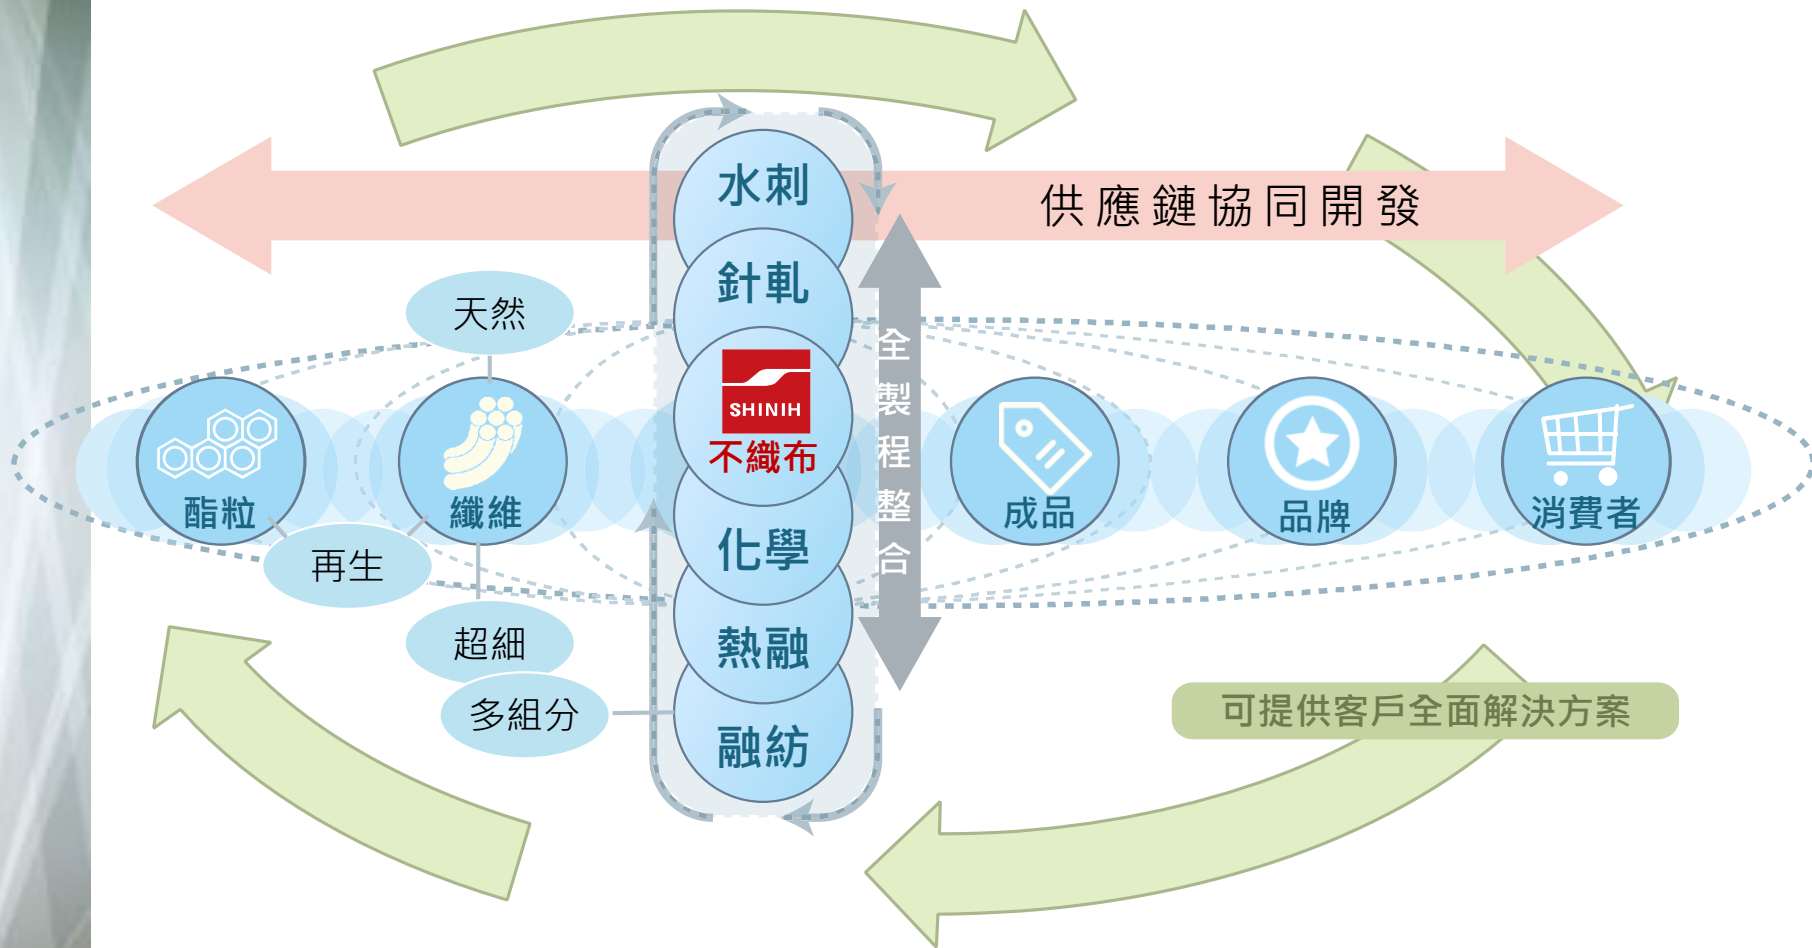 供應鏈協同開發
水刺
針軋
SHINIH
不織布
化學
熱融
融紡
全製程整合
天然
酯粒
纖維
再生
超細
多組分
成品
品牌
消費者
可提供客戶全面解決方案